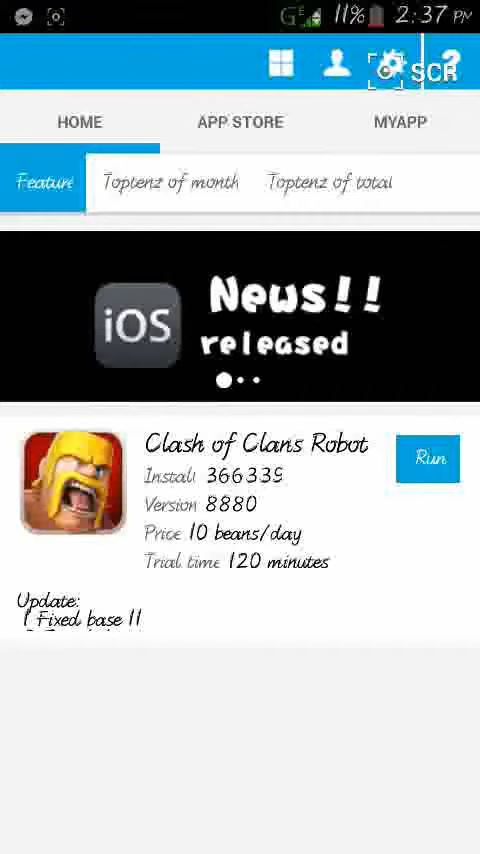 G E 11% 2:37 PM
? SCR
HOME APP STORE MYAPP
Feature Toptenz of month Toptenz of total
iOS News!!
released
Clash of Clans Robot
Install 366339
Run
Version 8880
Price 10 beans/day
Trial time 120 minutes
Update:
1 Fixed base 11